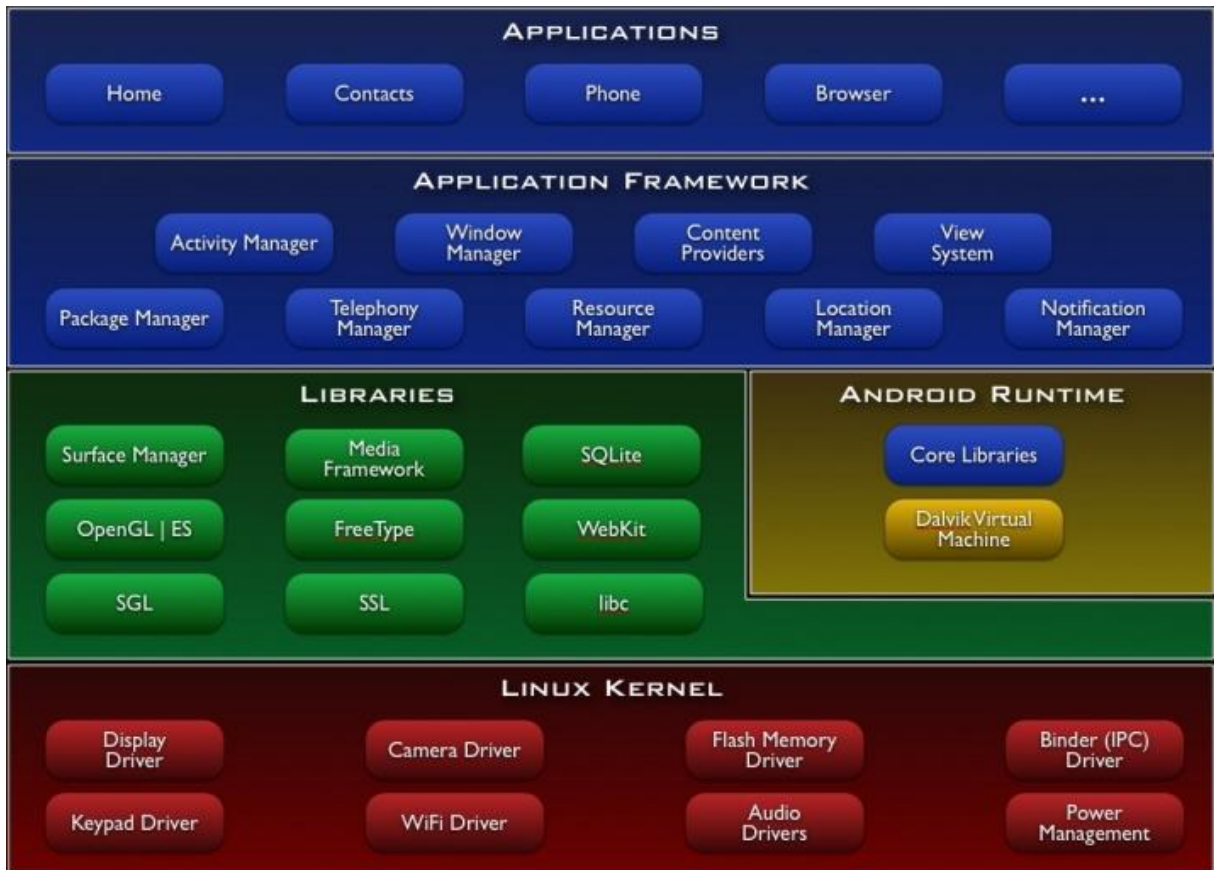 APPLICATIONS
Home
Contacts
Phone
Browser
...
APPLICATION FRAMEWORK
Activity Manager
Window
Manager
Content
Providers
View
System
Package Manager
Telephony
Manager
Resource
Manager
Location
Manager
Notification
Manager
LIBRARIES
Surface Manager
Media
Framework
SQLite
OpenGL | ES
FreeType
WebKit
SGL
SSL
libc
ANDROID RUNTIME
Core Libraries
Dalvik Virtual
Machine
LINUX KERNEL
Display
Driver
Camera Driver
Flash Memory
Driver
Binder (IPC)
Driver
Keypad Driver
WiFi Driver
Audio
Drivers
Power
Management